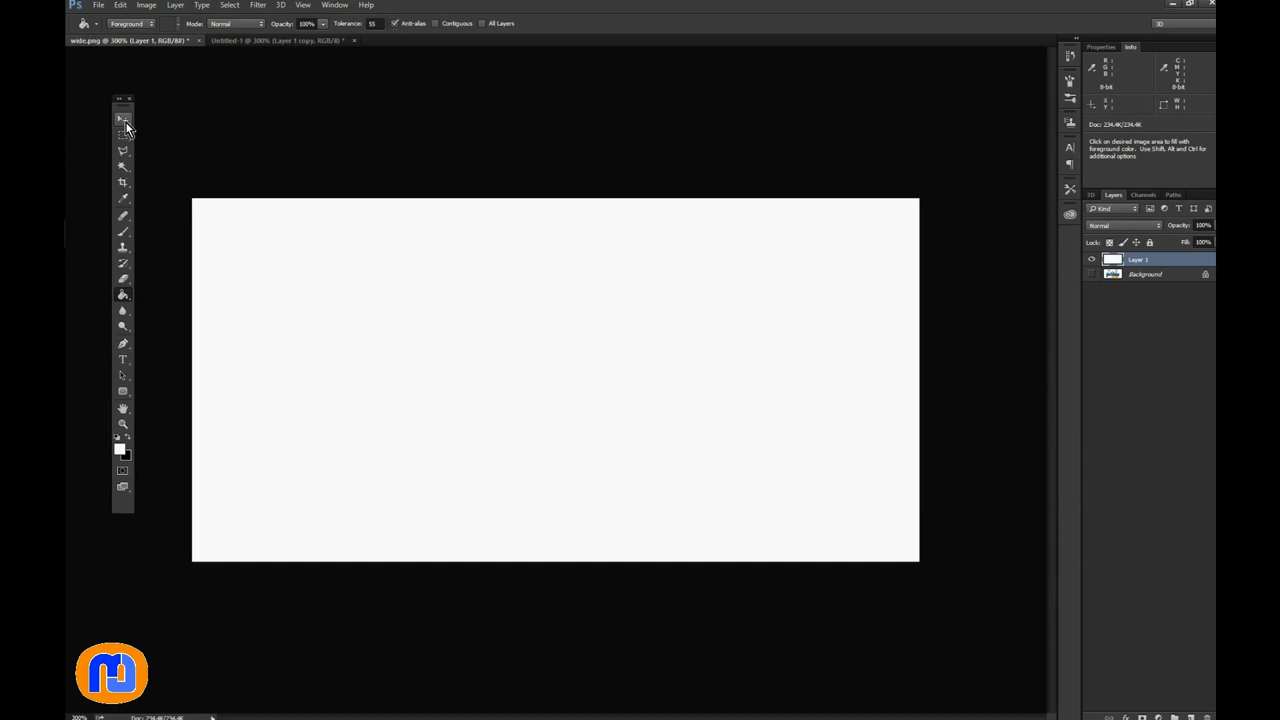 Ps File Edit Image Layer Type Select Filter 3D View Window Help
Foreground Mode: Normal Opacity: 100% Tolerance: 55 Anti-alias Contiguous All Layers 3D
wide.png @ 300% (Layer 1, RGB/8#) * × Untitled-1 @ 300% (Layer 1 copy, RGB/8) * ×
Properties Info
R : C :
G : M :
B : Y :
K :
8-bit 8-bit
X : W :
Y : H :
Doc: 234.4K/234.4K
Click on desired image area to fill with
foreground color. Use Shift, Alt and Ctrl for
additional options
3D Layers Channels Paths
Kind
Normal Opacity: 100%
Lock: Fill: 100%
Layer 1
Background
300% Doc: 234.4K/234.4K